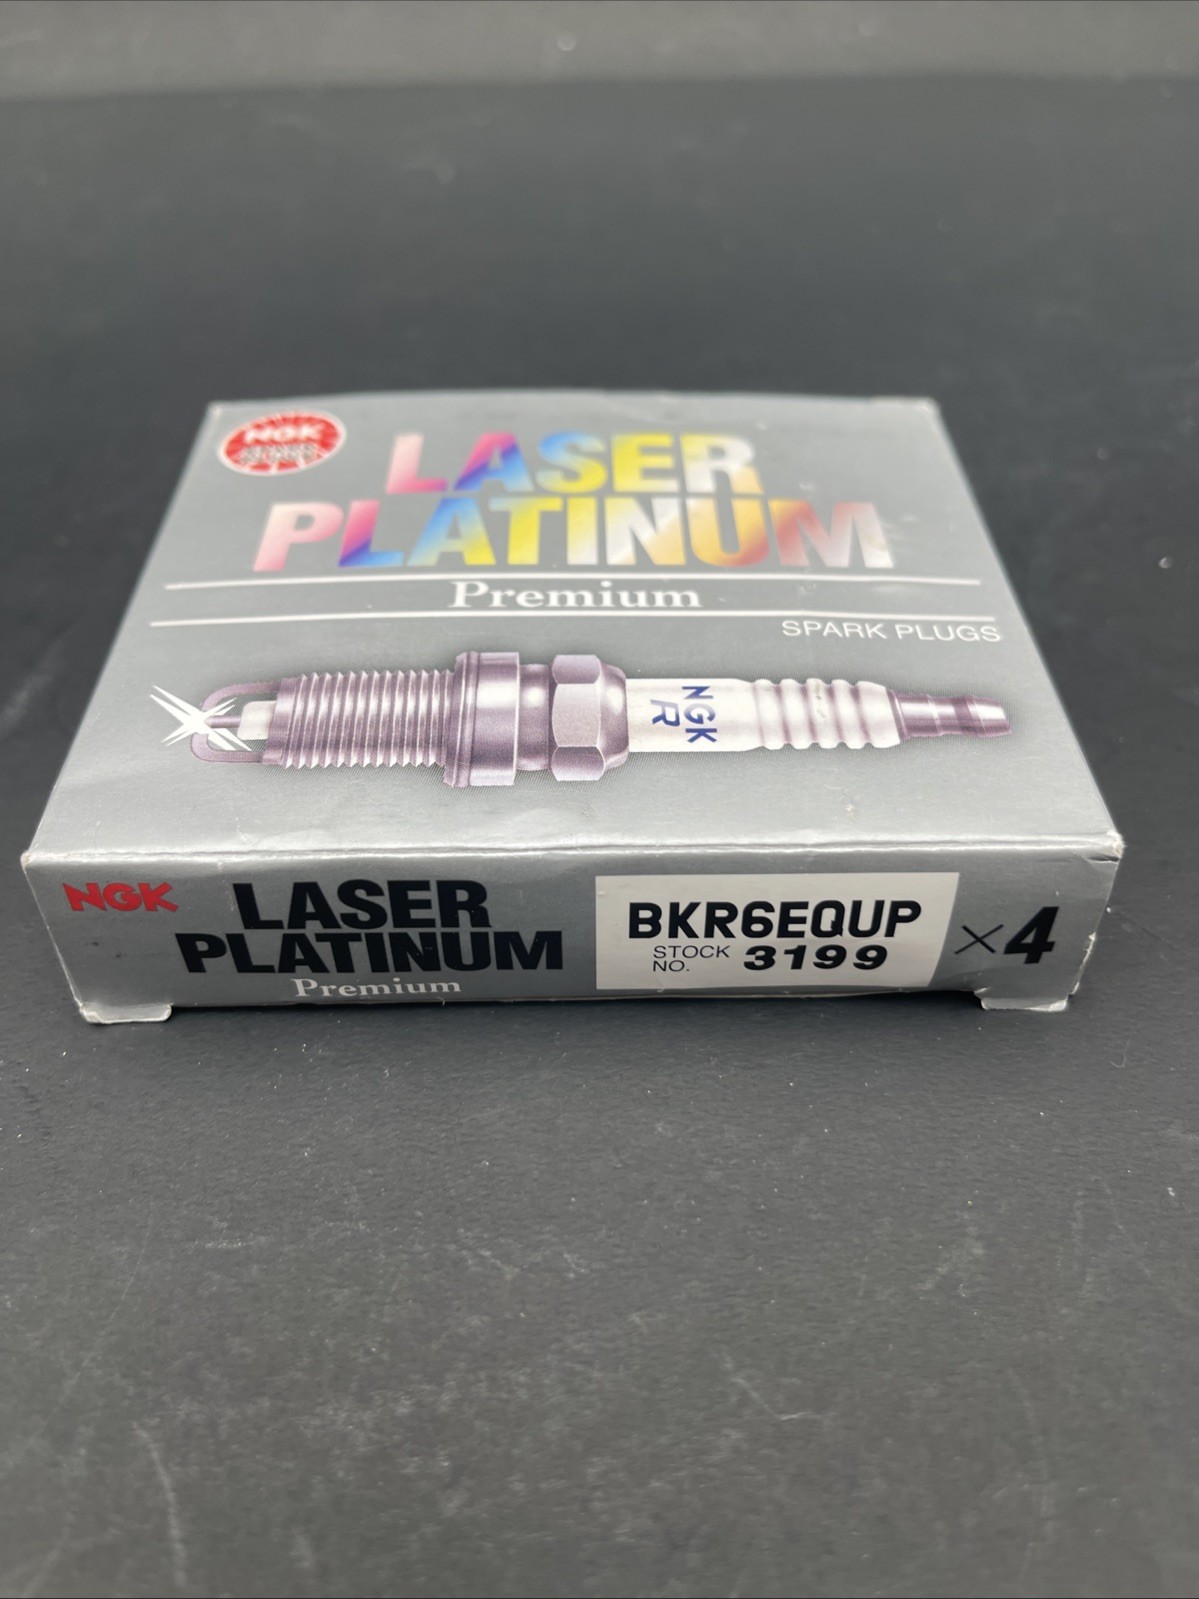 NGK
LASER
PLATINUM
Premium
SPARK PLUGS
NGK
R
NGK
LASER
PLATINUM
Premium
BKR6EQUP
STOCK
NO. 3199
×4